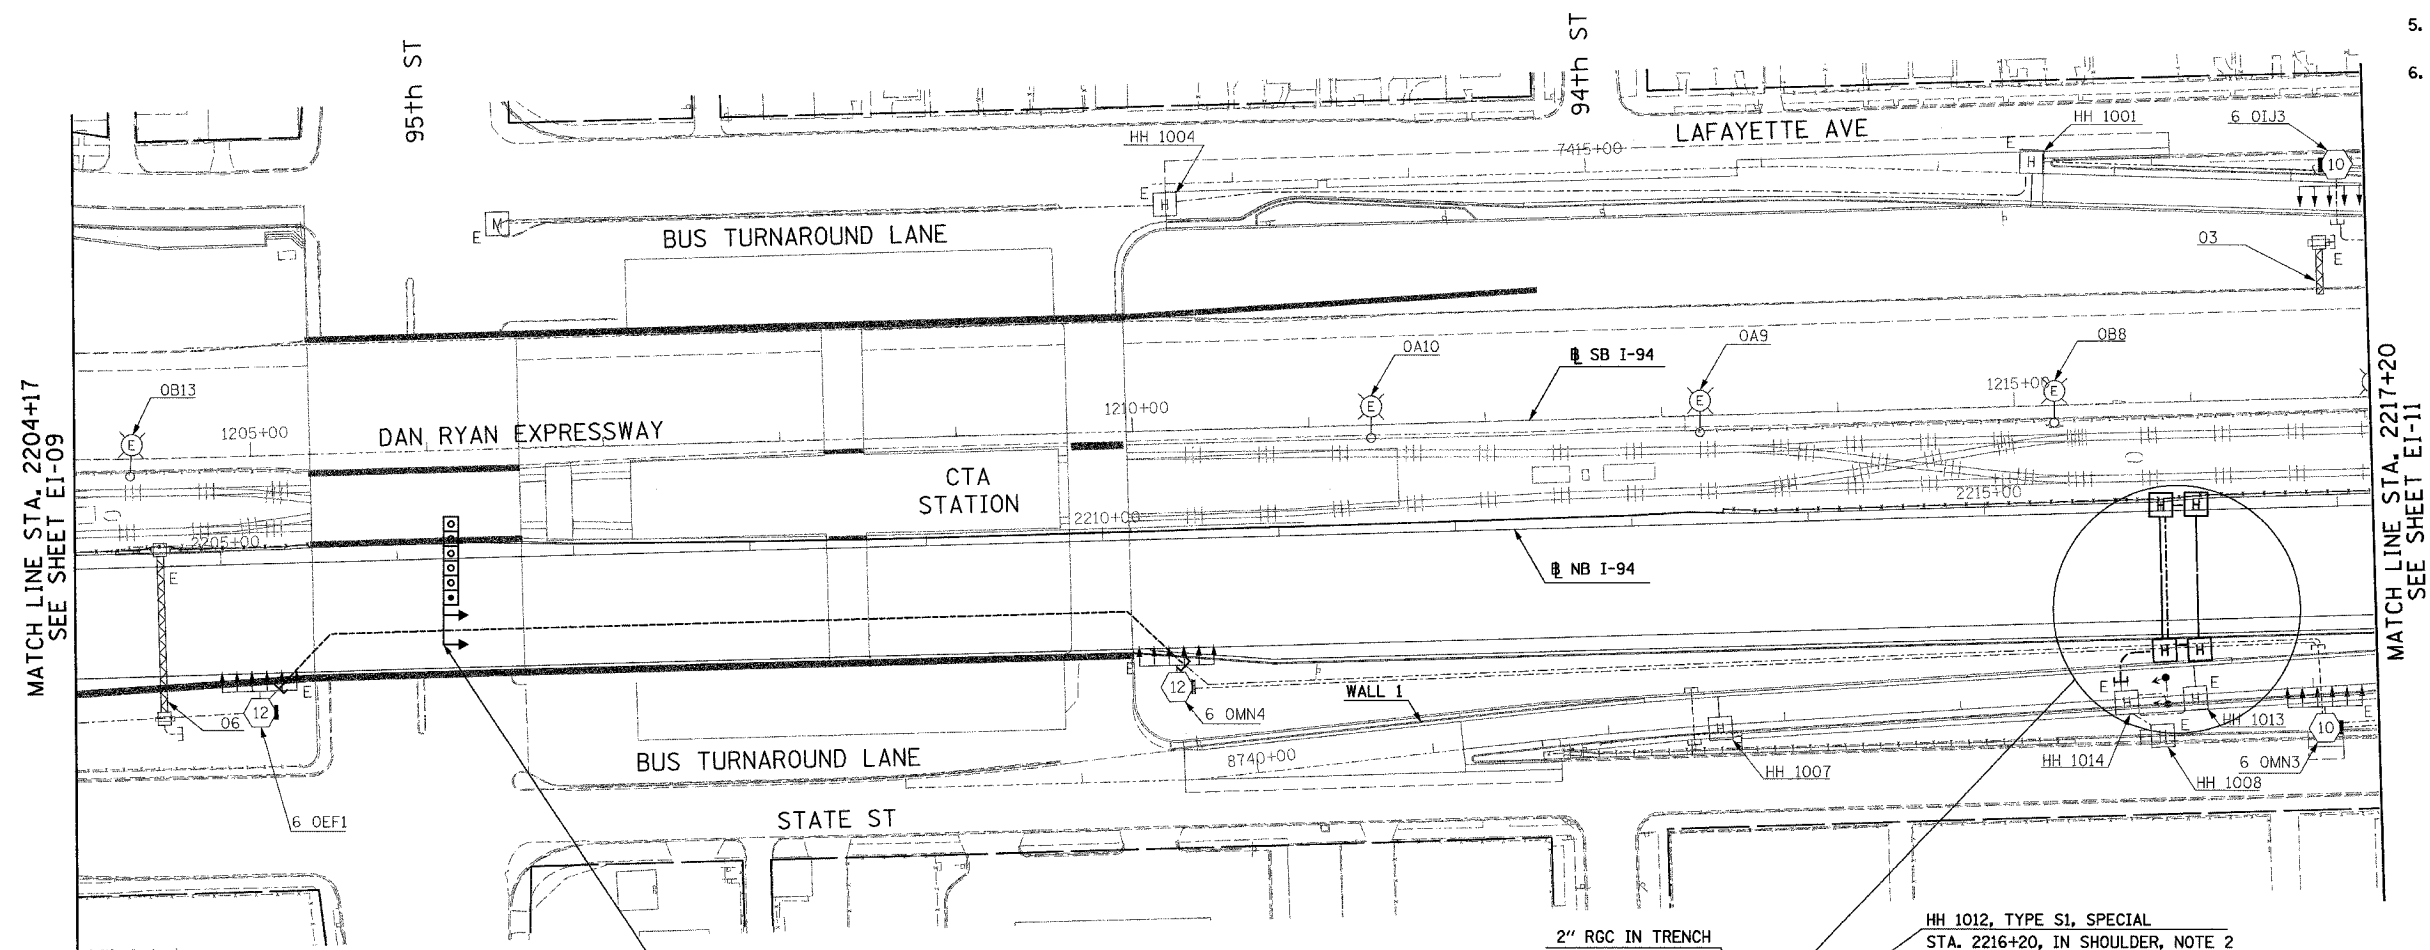 5.
6.
95th ST
94th ST
HH 1004
LAFAYETTE AVE
HH 1001
6 OIJ3
7415+00
E
H
10
E
H
M
E
BUS TURNAROUND LANE
03
E
MATCH LINE STA. 2204+17
SEE SHEET EI-09
MATCH LINE STA. 2217+20
SEE SHEET EI-11
OB13
OA10
OA9
OB8
SB I-94
E
E
E
E
1205+00
DAN RYAN EXPRESSWAY
1210+00
1215+00
CTA
STATION
2205+00
2210+00
2215+00
NB I-94
H
H
E
H
H
E
E
WALL 1
12
06
12
6 OMN4
E
E
H
H
HH 1013
E
H
E
10
E
BUS TURNAROUND LANE
8740+00
HH 1007
HH 1014
HH 1008
6 OMN3
6 OEF1
STATE ST
2" RGC IN TRENCH
HH 1012, TYPE S1, SPECIAL
STA. 2216+20, IN SHOULDER, NOTE 2